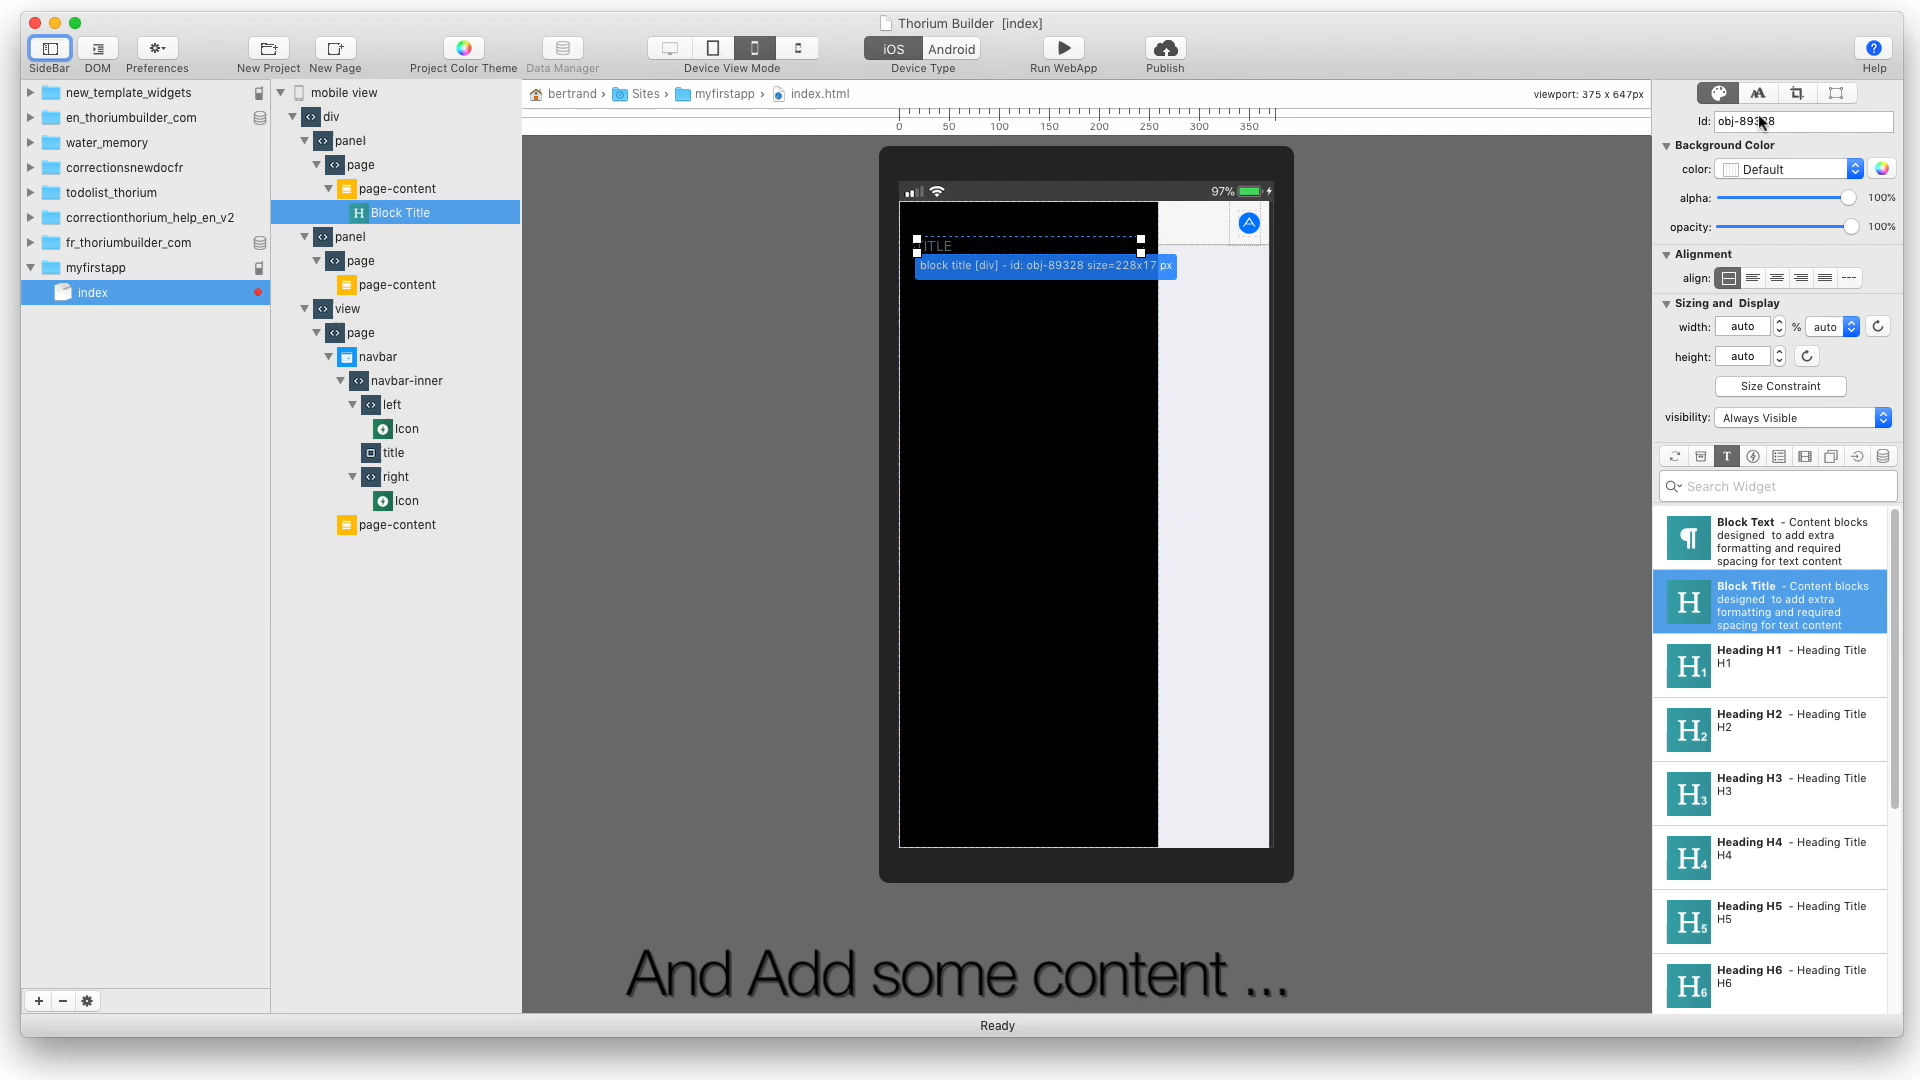 Thorium Builder [index]
SideBar DOM Preferences New Project New Page Project Color Theme Data Manager Device View Mode iOS Android Device Type Run WebApp Publish Help
new_template_widgets
en_thoriumbuilder_com
water_memory
correctionsnewdocfr
todolist_thorium
correctionthorium_help_en_v2
fr_thoriumbuilder_com
myfirstapp
index
mobile view
div
panel
page
page-content
H Block Title
panel
page
page-content
view
page
navbar
navbar-inner
left
Icon
title
right
Icon
page-content
bertrand › Sites › myfirstapp › index.html viewport: 375 x 647px
0 50 100 150 200 250 300 350
97%
TITLE
block title [div] - id: obj-89328 size=228x17 px
And Add some content ...
Id: obj-89328
Background Color
color: Default
alpha: 100%
opacity: 100%
Alignment
align:
Sizing and Display
width: auto % auto
height: auto
Size Constraint
visibility: Always Visible
T
Search Widget
Block Text - Content blocks
designed to add extra
formatting and required
spacing for text content
H Block Title - Content blocks
designed to add extra
formatting and required
spacing for text content
H1 Heading H1 - Heading Title
H1
H2 Heading H2 - Heading Title
H2
H3 Heading H3 - Heading Title
H3
H4 Heading H4 - Heading Title
H4
H5 Heading H5 - Heading Title
H5
H6 Heading H6 - Heading Title
H6
Ready